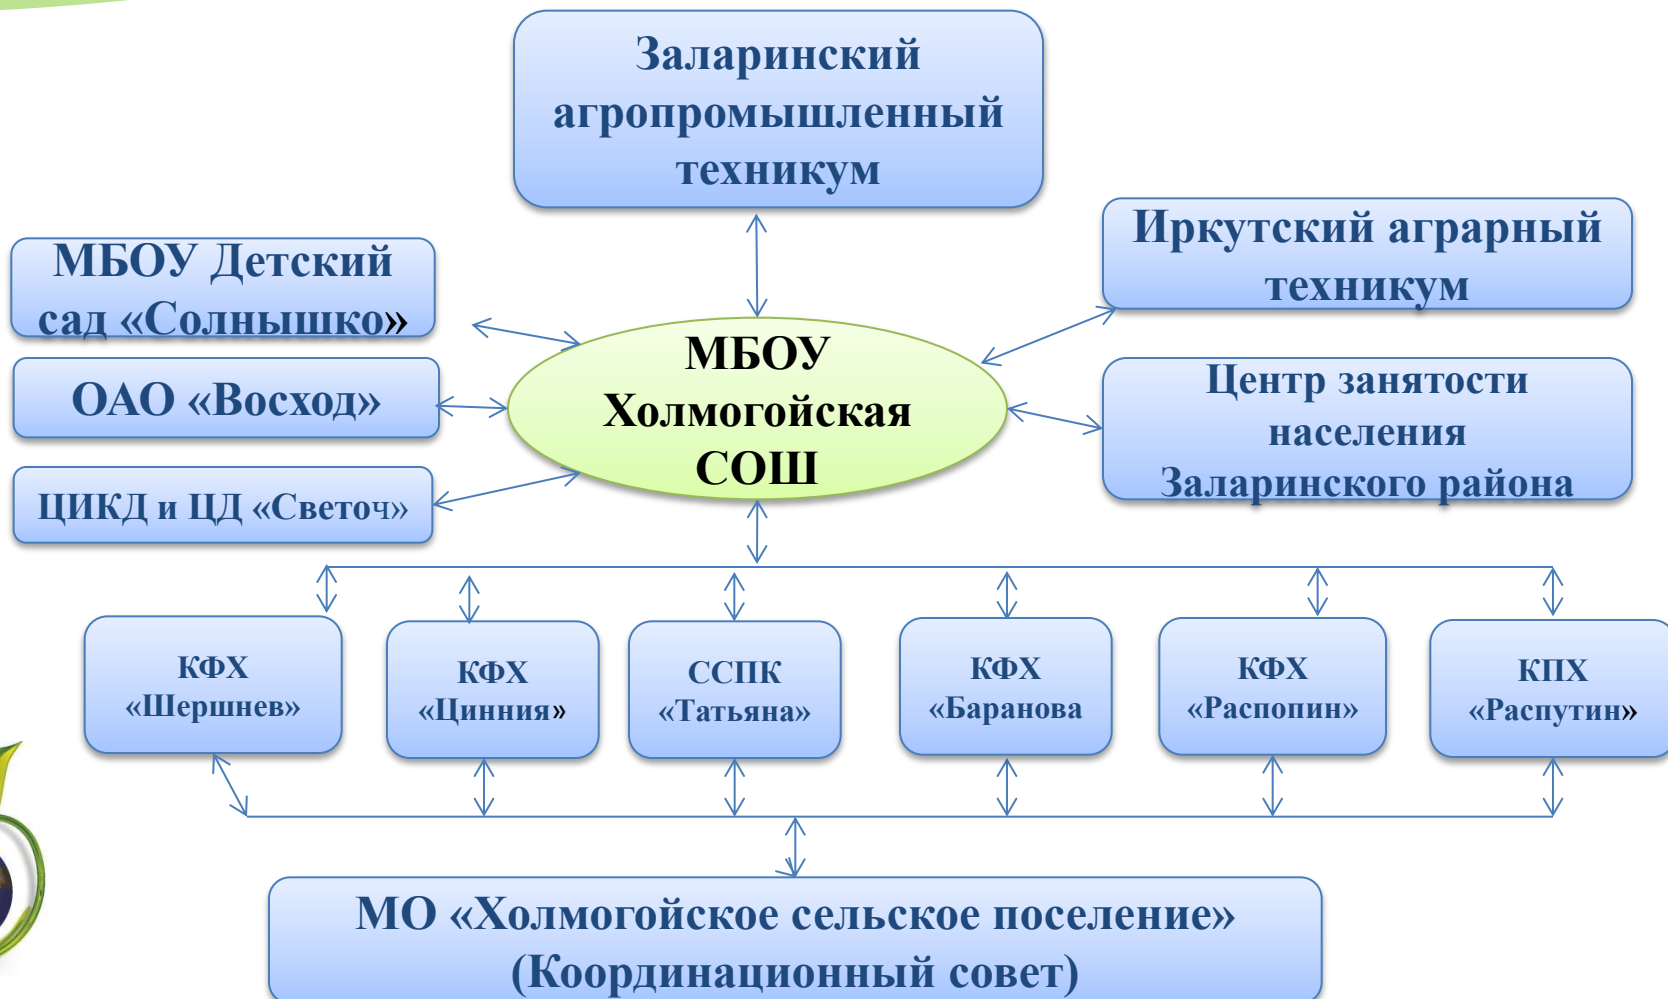 Заларинский
агропромышленный
техникум
Иркутский аграрный
техникум
МБОУ Детский
сад «Солнышко»
ОАО «Восход»
ЦИКД и ЦД «Светоч»
МБОУ
Холмогойская
СОШ
Центр занятости
населения
Заларинского района
КФХ
«Шершнев»
КФХ
«Цинния»
ССПК
«Татьяна»
КФХ
«Баранова
КФХ
«Распопин»
КПХ
«Распутин»
МО «Холмогойское сельское поселение»
(Координационный совет)